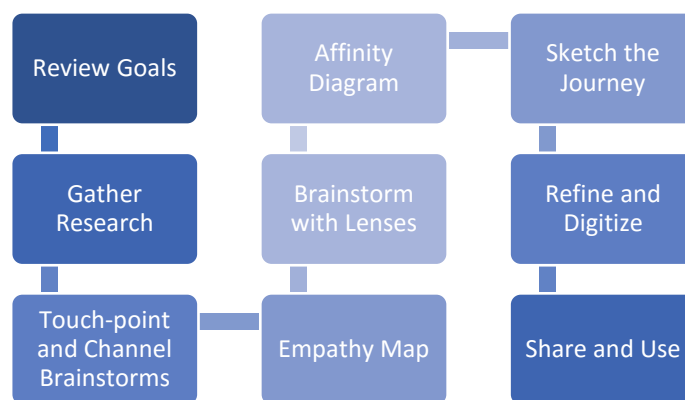 Review Goals
Gather
Research
Touch-point
and Channel
Brainstorms
Empathy Map
Brainstorm
with Lenses
Affinity
Diagram
Sketch the
Journey
Refine and
Digitize
Share and Use